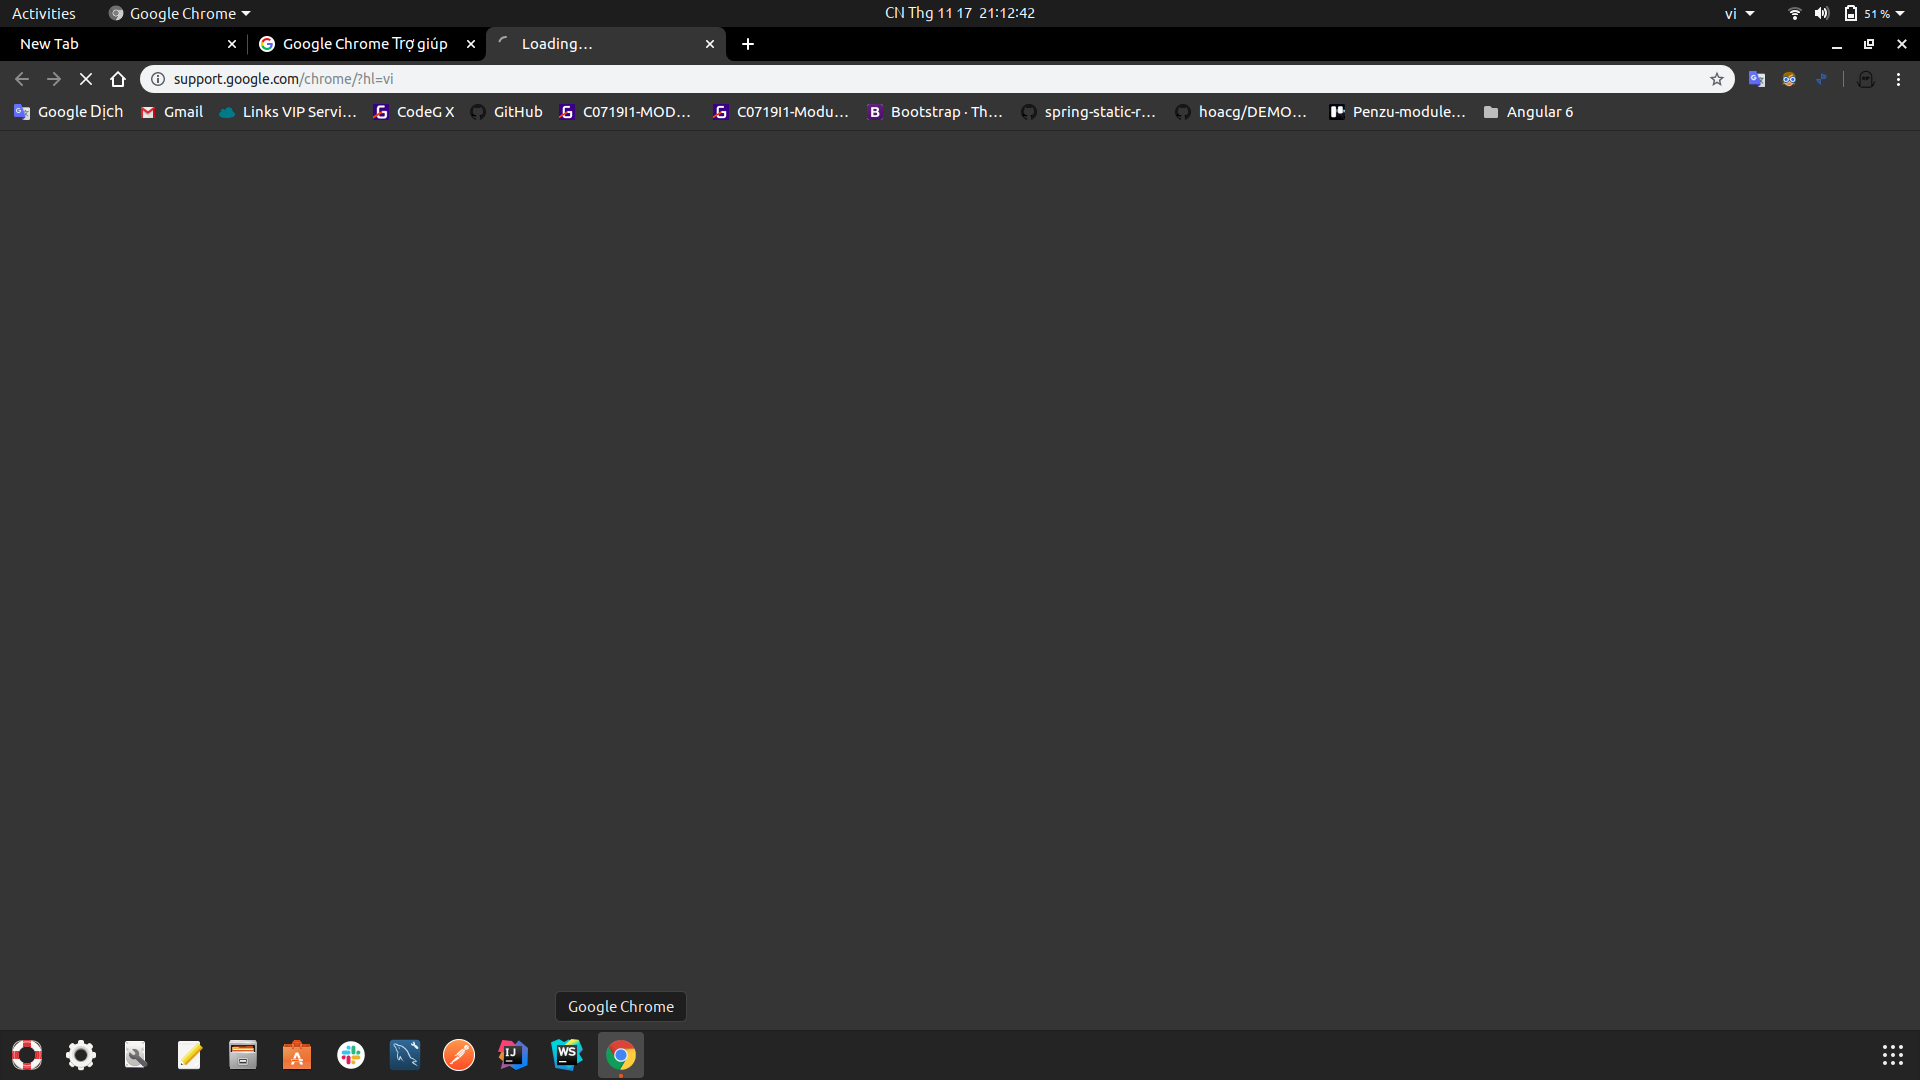 Activities Google Chrome CN Thg 11 17 21:12:42 vi 51 %
New Tab Google Chrome Trợ giúp Loading...
support.google.com/chrome/?hl=vi
Google Dịch Gmail Links VIP Servi... CodeG X GitHub C0719I1-MOD... C0719I1-Modu... Bootstrap · Th... spring-static-r... hoacg/DEMO... Penzu-module... Angular 6
Google Chrome
IJ WS